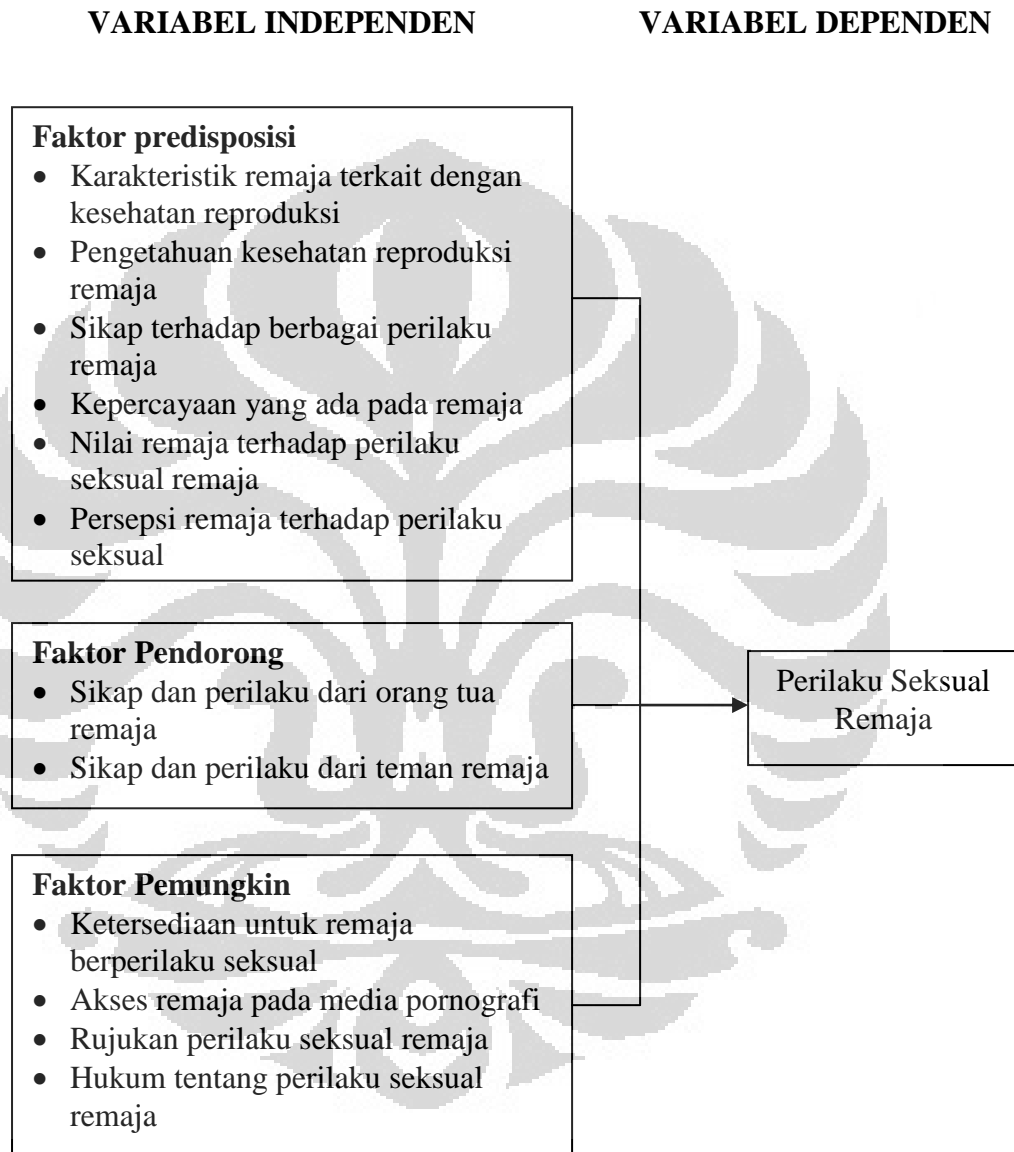 VARIABEL INDEPENDEN
VARIABEL DEPENDEN
Faktor predisposisi
• Karakteristik remaja terkait dengan
kesehatan reproduksi
• Pengetahuan kesehatan reproduksi
remaja
• Sikap terhadap berbagai perilaku
remaja
• Kepercayaan yang ada pada remaja
• Nilai remaja terhadap perilaku
seksual remaja
• Persepsi remaja terhadap perilaku
seksual
Faktor Pendorong
• Sikap dan perilaku dari orang tua
remaja
• Sikap dan perilaku dari teman remaja
Faktor Pemungkin
• Ketersediaan untuk remaja
berperilaku seksual
• Akses remaja pada media pornografi
• Rujukan perilaku seksual remaja
• Hukum tentang perilaku seksual
remaja
Perilaku Seksual
Remaja